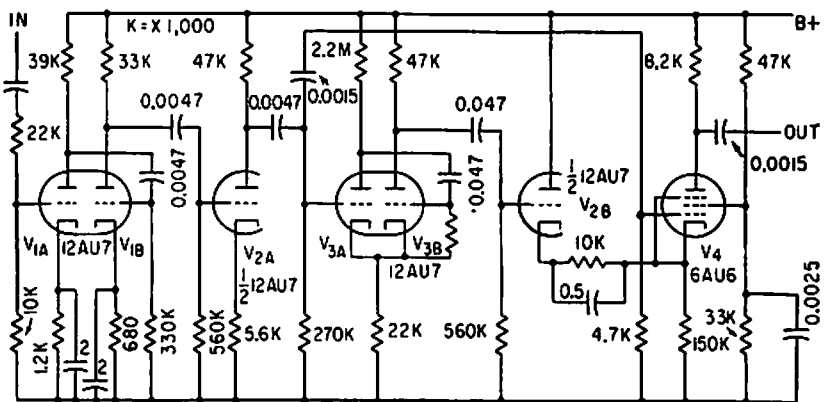 IN
K = X 1,000
B+
39K
33K
47K
2.2M
47K
8.2K
47K
0.0047
0.0047
0.0015
0.047
OUT
22K
0.0047
.047
½ 12AU7
0.0015
V1A
12AU7
V1B
V2A
½ 12AU7
V3A
V3B
12AU7
V2B
10K
V4
6AU6
0.5
0.0025
10K
1.2K
2
2
680
330K
560K
5.6K
270K
22K
560K
4.7K
150K
33K